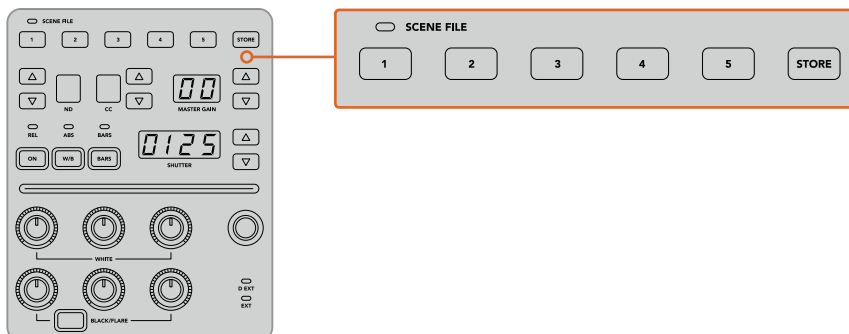 SCENE FILE
1 2 3 4 5 STORE
ND CC 00 MASTER GAIN
REL ABS BARS
ON W/B BARS
0125
SHUTTER
WHITE
D EXT
EXT
BLACK/FLARE
SCENE FILE
1 2 3 4 5 STORE